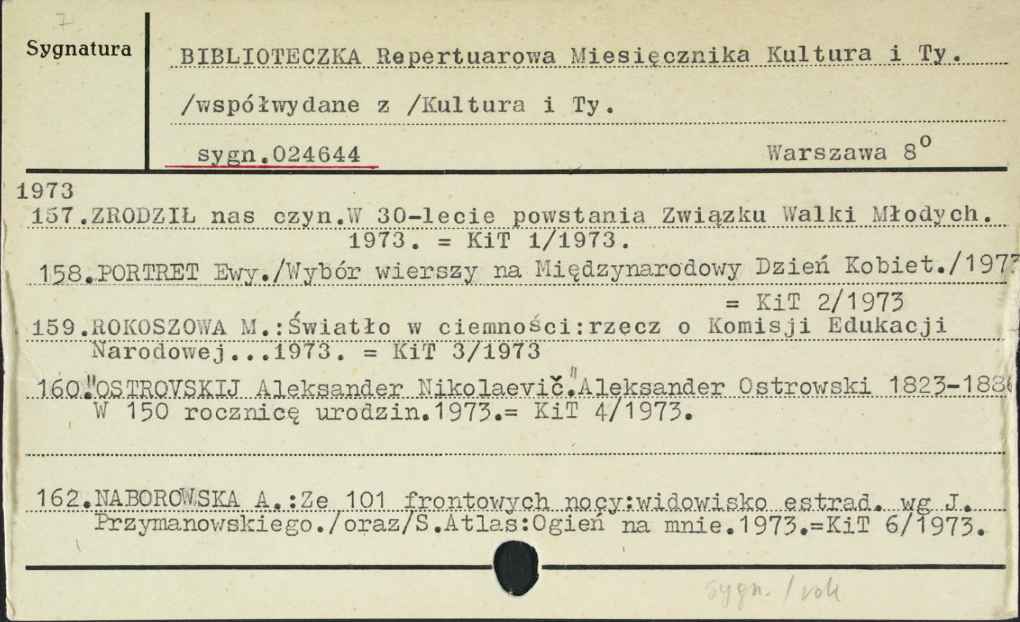 7
Sygnatura
BIBLIOTECZKA Repertuarowa Miesięcznika Kultura i Ty.
/współwydane z /Kultura i Ty.
sygn.024644 Warszawa 8º
1973
157.ZRODZIŁ nas czyn.W 30-lecie powstania Związku Walki Młodych.
1973. = KiT 1/1973.
158.PORTRET Ewy./Wybór wierszy na Międzynarodowy Dzień Kobiet./1973
= KiT 2/1973
159.ROKOSZOWA M.:Światło w ciemności:rzecz o Komisji Edukacji
Narodowej...1973. = KiT 3/1973
160."OSTROVSKIJ Aleksander Nikolaevič."Aleksander Ostrowski 1823-1886
W 150 rocznicę urodzin.1973.= KiT 4/1973.
162.NABOROWSKA A.:Ze 101 frontowych nocy:widowisko estrad. wg J.
Przymanowskiego./oraz/S.Atlas:Ogień na mnie.1973.=KiT 6/1973.
sygn. / rok